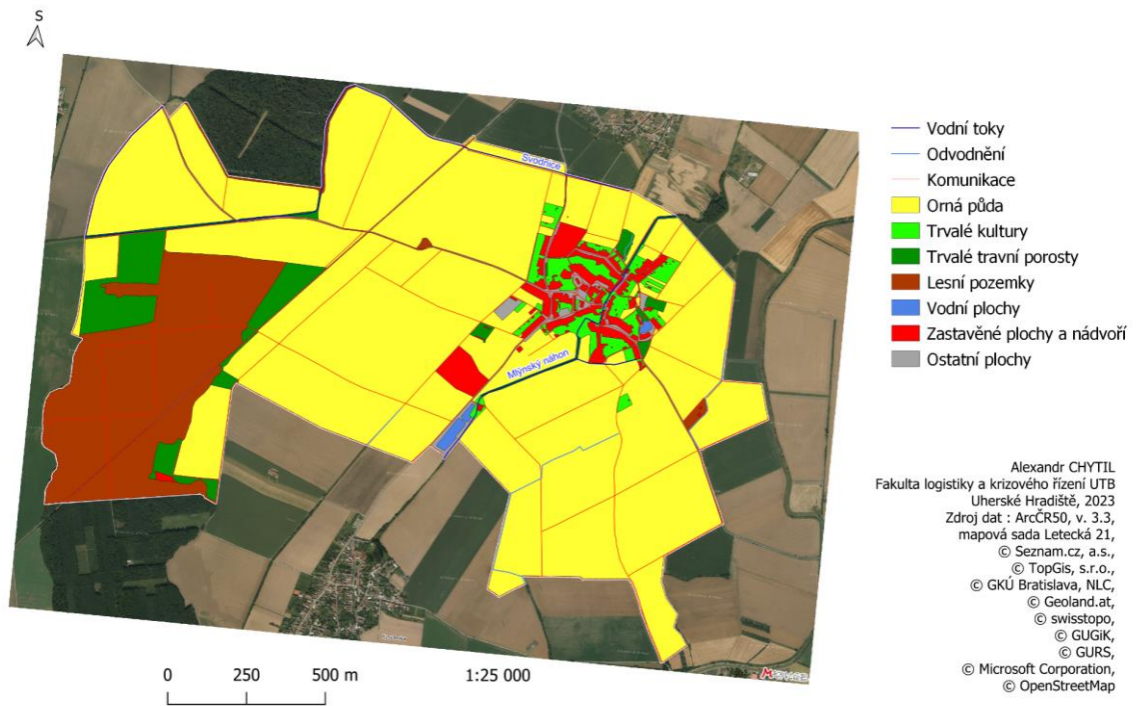 S
Svodnice
Mlýnský náhon
Vodní toky
Odvodnění
Komunikace
Orná půda
Trvalé kultury
Trvalé travní porosty
Lesní pozemky
Vodní plochy
Zastavěné plochy a nádvoří
Ostatní plochy
Alexandr CHYTIL
Fakulta logistiky a krizového řízení UTB
Uherské Hradiště, 2023
Zdroj dat : ArcČR50, v. 3.3,
mapová sada Letecká 21,
© Seznam.cz, a.s.,
© TopGis, s.r.o.,
© GKÚ Bratislava, NLC,
© Geoland.at,
© swisstopo,
© GUGiK,
© GURS,
© Microsoft Corporation,
© OpenStreetMap
0 250 500 m
1:25 000